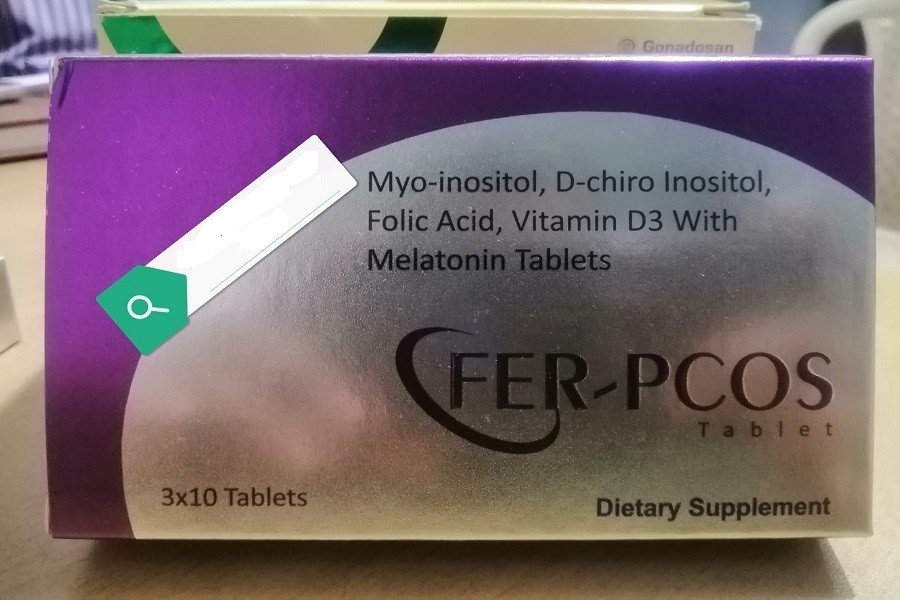 Gonadosan
Myo-inositol, D-chiro Inositol,
Folic Acid, Vitamin D3 With
Melatonin Tablets
FER-PCOS
Tablet
3x10 Tablets
Dietary Supplement